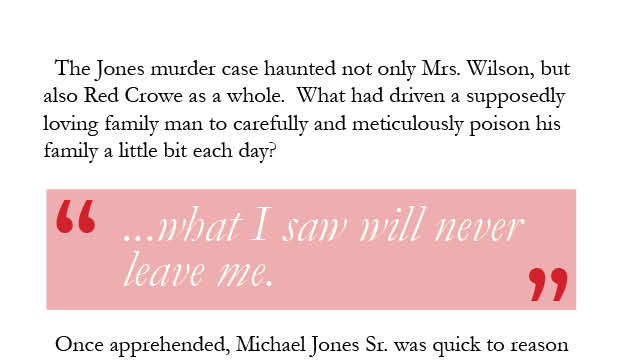 The Jones murder case haunted not only Mrs. Wilson, but
also Red Crowe as a whole.  What had driven a supposedly
loving family man to carefully and meticulously poison his
family a little bit each day?
“ ...what I saw will never
leave me. ”
Once apprehended, Michael Jones Sr. was quick to reason